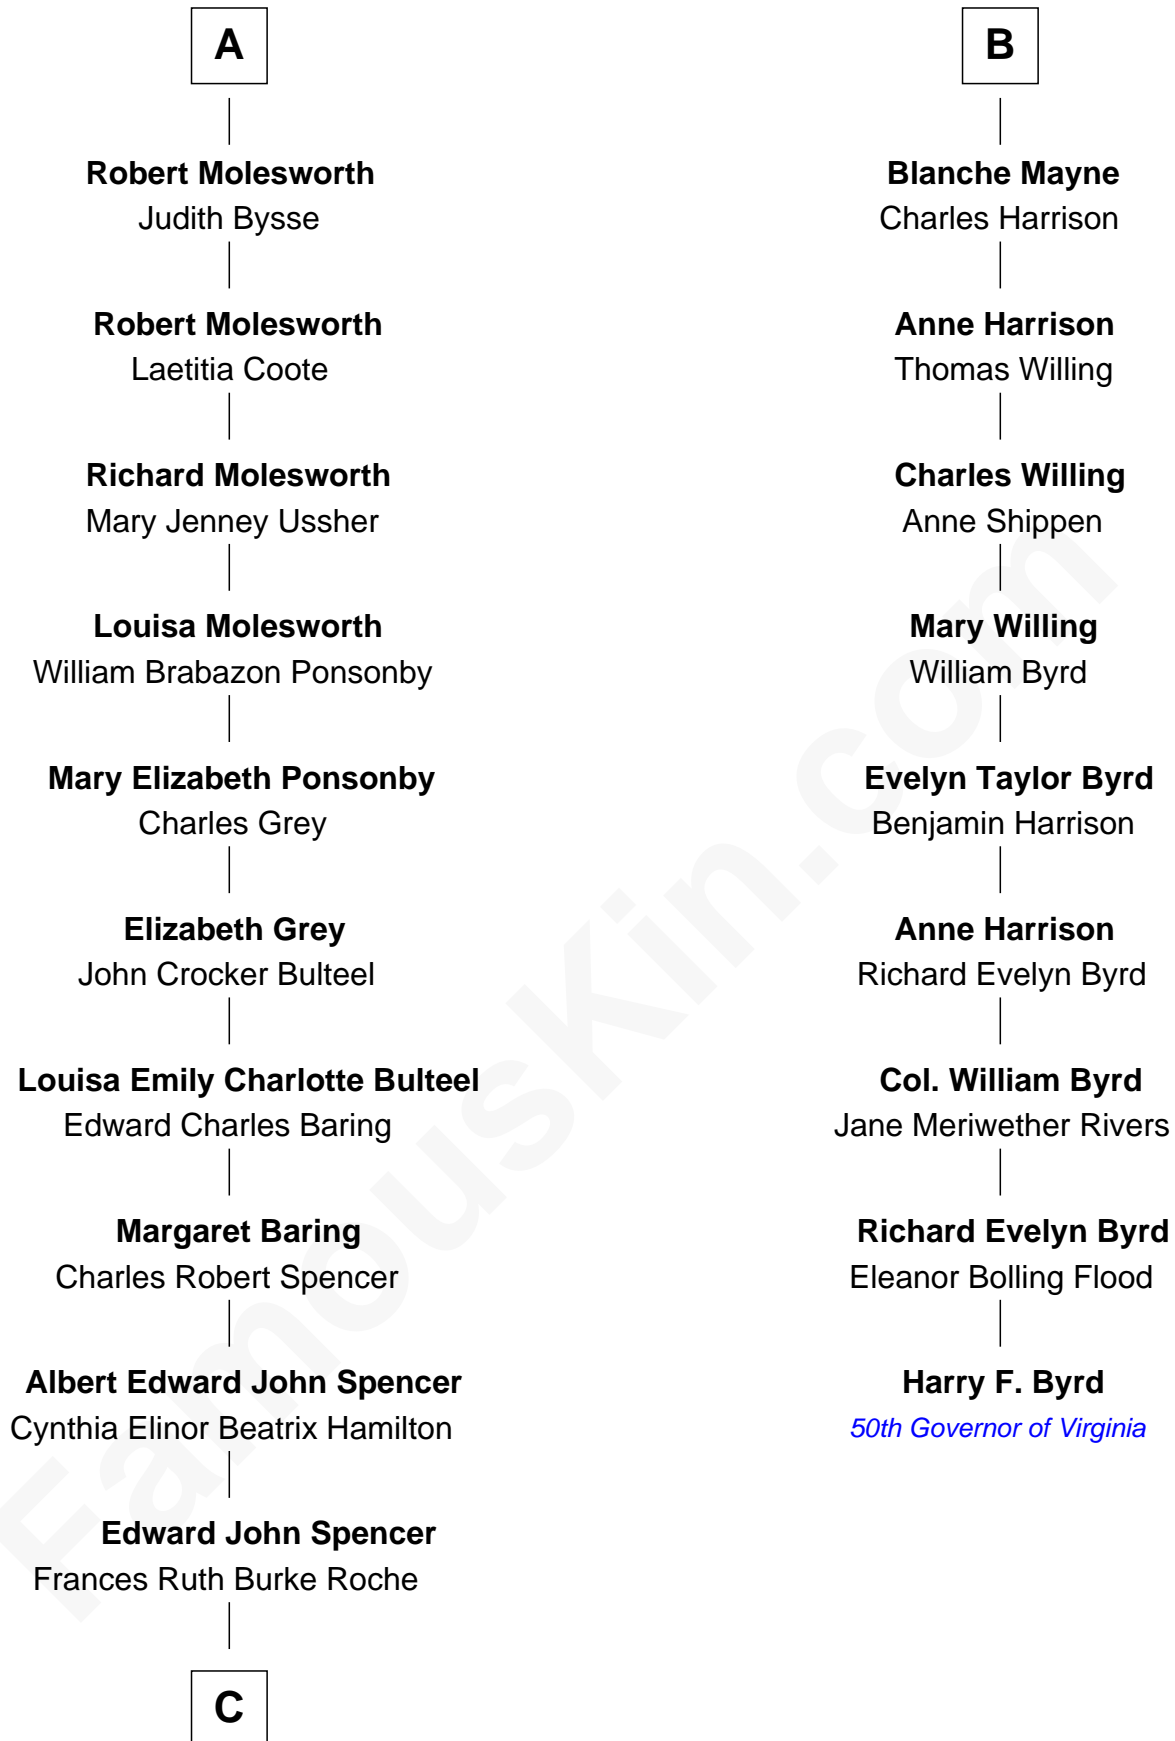 A
Robert Molesworth
Judith Bysse
Robert Molesworth
Laetitia Coote
Richard Molesworth
Mary Jenney Ussher
Louisa Molesworth
William Brabazon Ponsonby
Mary Elizabeth Ponsonby
Charles Grey
Elizabeth Grey
John Crocker Bulteel
Louisa Emily Charlotte Bulteel
Edward Charles Baring
Margaret Baring
Charles Robert Spencer
Albert Edward John Spencer
Cynthia Elinor Beatrix Hamilton
Edward John Spencer
Frances Ruth Burke Roche
C
B
Blanche Mayne
Charles Harrison
Anne Harrison
Thomas Willing
Charles Willing
Anne Shippen
Mary Willing
William Byrd
Evelyn Taylor Byrd
Benjamin Harrison
Anne Harrison
Richard Evelyn Byrd
Col. William Byrd
Jane Meriwether Rivers
Richard Evelyn Byrd
Eleanor Bolling Flood
Harry F. Byrd
50th Governor of Virginia
FamousKin.com